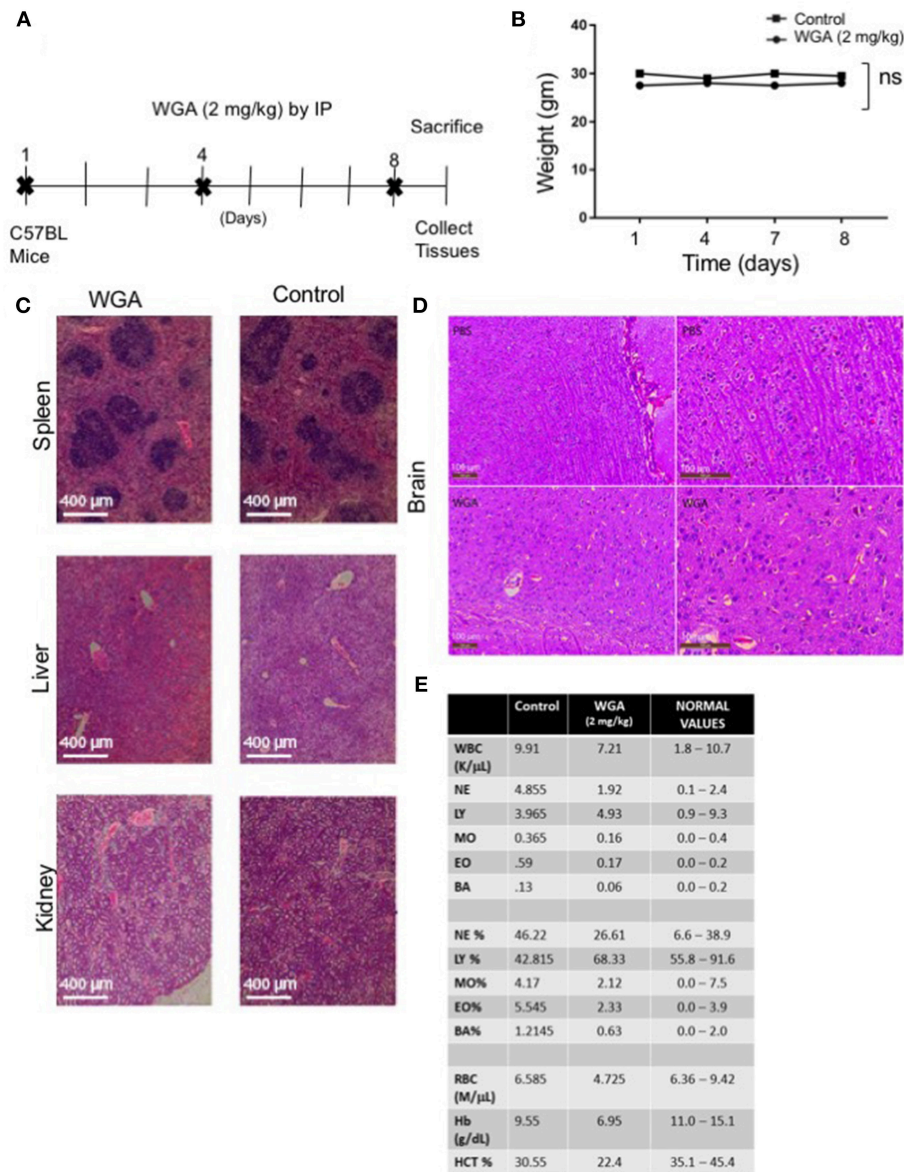 A
WGA (2 mg/kg) by IP
Sacrifice
1
4
8
(Days)
C57BL
Mice
Collect
Tissues
B
Control
WGA (2 mg/kg)
ns
40
30
20
10
0
Weight (gm)
1 4 7 8
Time (days)
C
WGA Control
Spleen
400 µm 400 µm
Liver
400 µm 400 µm
Kidney
400 µm 400 µm
D
Brain
PBS PBS
100 µm 100 µm
WGA WGA
100 µm 100 µm
E
Control WGA NORMAL
(2 mg/kg) VALUES
WBC 9.91 7.21 1.8 – 10.7
(K/µL)
NE 4.855 1.92 0.1 – 2.4
LY 3.965 4.93 0.9 – 9.3
MO 0.365 0.16 0.0 – 0.4
EO .59 0.17 0.0 – 0.2
BA .13 0.06 0.0 – 0.2
NE % 46.22 26.61 6.6 – 38.9
LY % 42.815 68.33 55.8 – 91.6
MO% 4.17 2.12 0.0 – 7.5
EO% 5.545 2.33 0.0 – 3.9
BA% 1.2145 0.63 0.0 – 2.0
RBC 6.585 4.725 6.36 – 9.42
(M/µL)
Hb 9.55 6.95 11.0 – 15.1
(g/dL)
HCT % 30.55 22.4 35.1 – 45.4